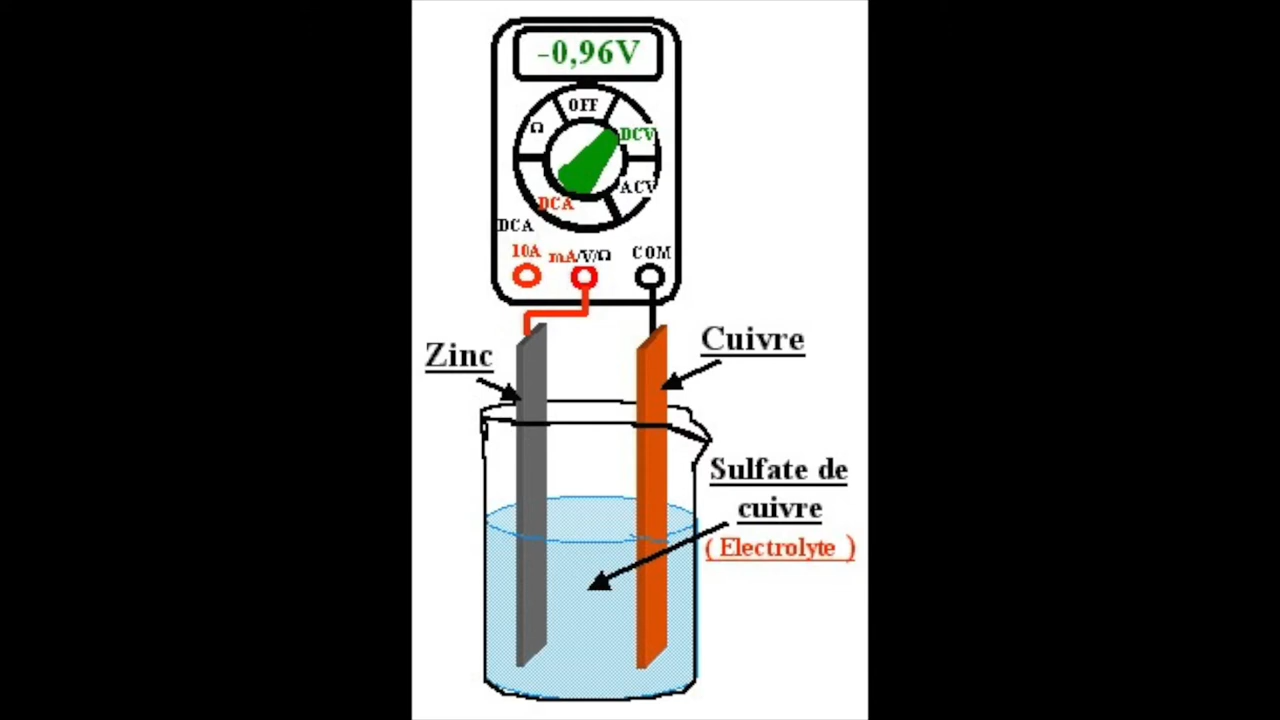 -0,96V
OFF
Ω
DCV
ACV
DCA
DCA
10A mA/V/Ω COM
Zinc
Cuivre
Sulfate de
cuivre
( Electrolyte )